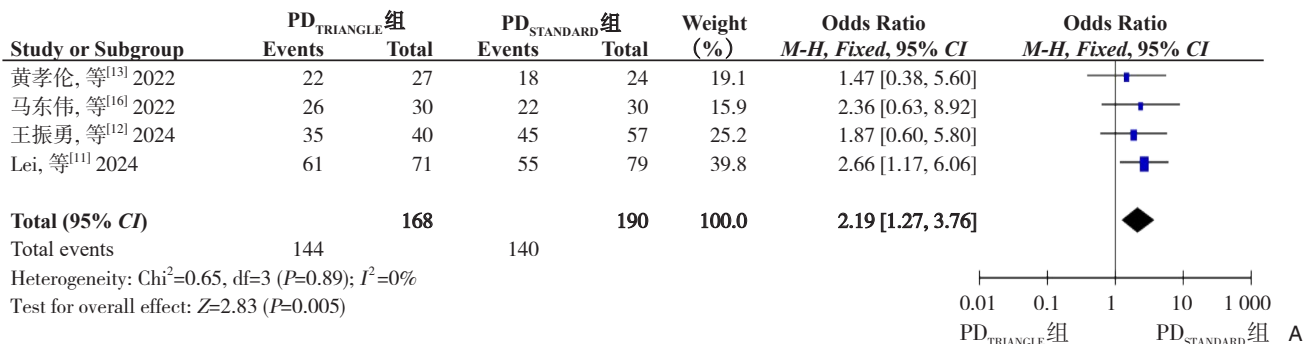 PD_TRIANGLE组 PD_STANDARD组 Weight Odds Ratio Odds Ratio
Study or Subgroup Events Total Events Total （%） M-H, Fixed, 95% CI M-H, Fixed, 95% CI
黄孝伦, 等[13] 2022 22 27 18 24 19.1 1.47 [0.38, 5.60]
马东伟, 等[16] 2022 26 30 22 30 15.9 2.36 [0.63, 8.92]
王振勇, 等[12] 2024 35 40 45 57 25.2 1.87 [0.60, 5.80]
Lei, 等[11] 2024 61 71 55 79 39.8 2.66 [1.17, 6.06]
Total (95% CI) 168 190 100.0 2.19 [1.27, 3.76]
Total events 144 140
Heterogeneity: Chi²=0.65, df=3 (P=0.89); I²=0%
Test for overall effect: Z=2.83 (P=0.005)
0.01 0.1 1 10 1 000
PD_TRIANGLE组 PD_STANDARD组 A